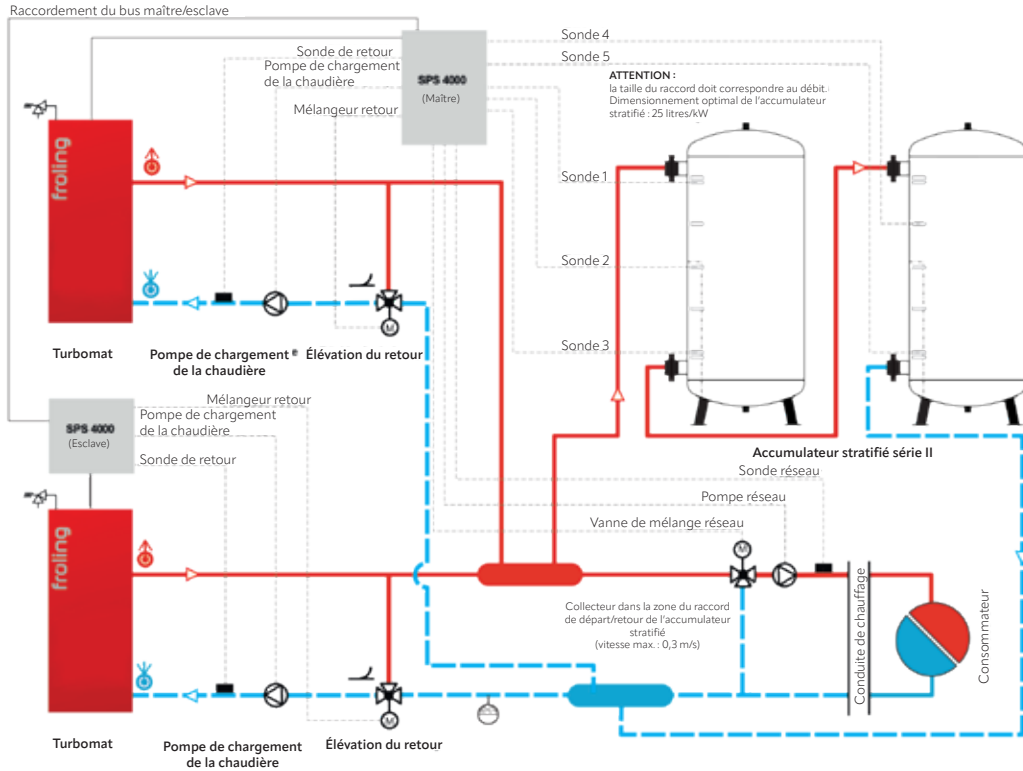 Raccordement du bus maître/esclave
Sonde de retour
Pompe de chargement
de la chaudière
Mélangeur retour
SPS 4000
(Maître)
Sonde 4
Sonde 5
ATTENTION :
la taille du raccord doit correspondre au débit.
Dimensionnement optimal de l'accumulateur
stratifié : 25 litres/kW
froling
Sonde 1
Sonde 2
Sonde 3
Turbomat
Pompe de chargement
de la chaudière
Élévation du retour
Mélangeur retour
Pompe de chargement
de la chaudière
Sonde de retour
SPS 4000
(Esclave)
Accumulateur stratifié série II
Sonde réseau
Pompe réseau
Vanne de mélange réseau
froling
M
M
M
Collecteur dans la zone du raccord
de départ/retour de l'accumulateur
stratifié
(vitesse max. : 0,3 m/s)
Conduite de chauffage
Consommateur
Turbomat
Pompe de chargement
de la chaudière
Élévation du retour